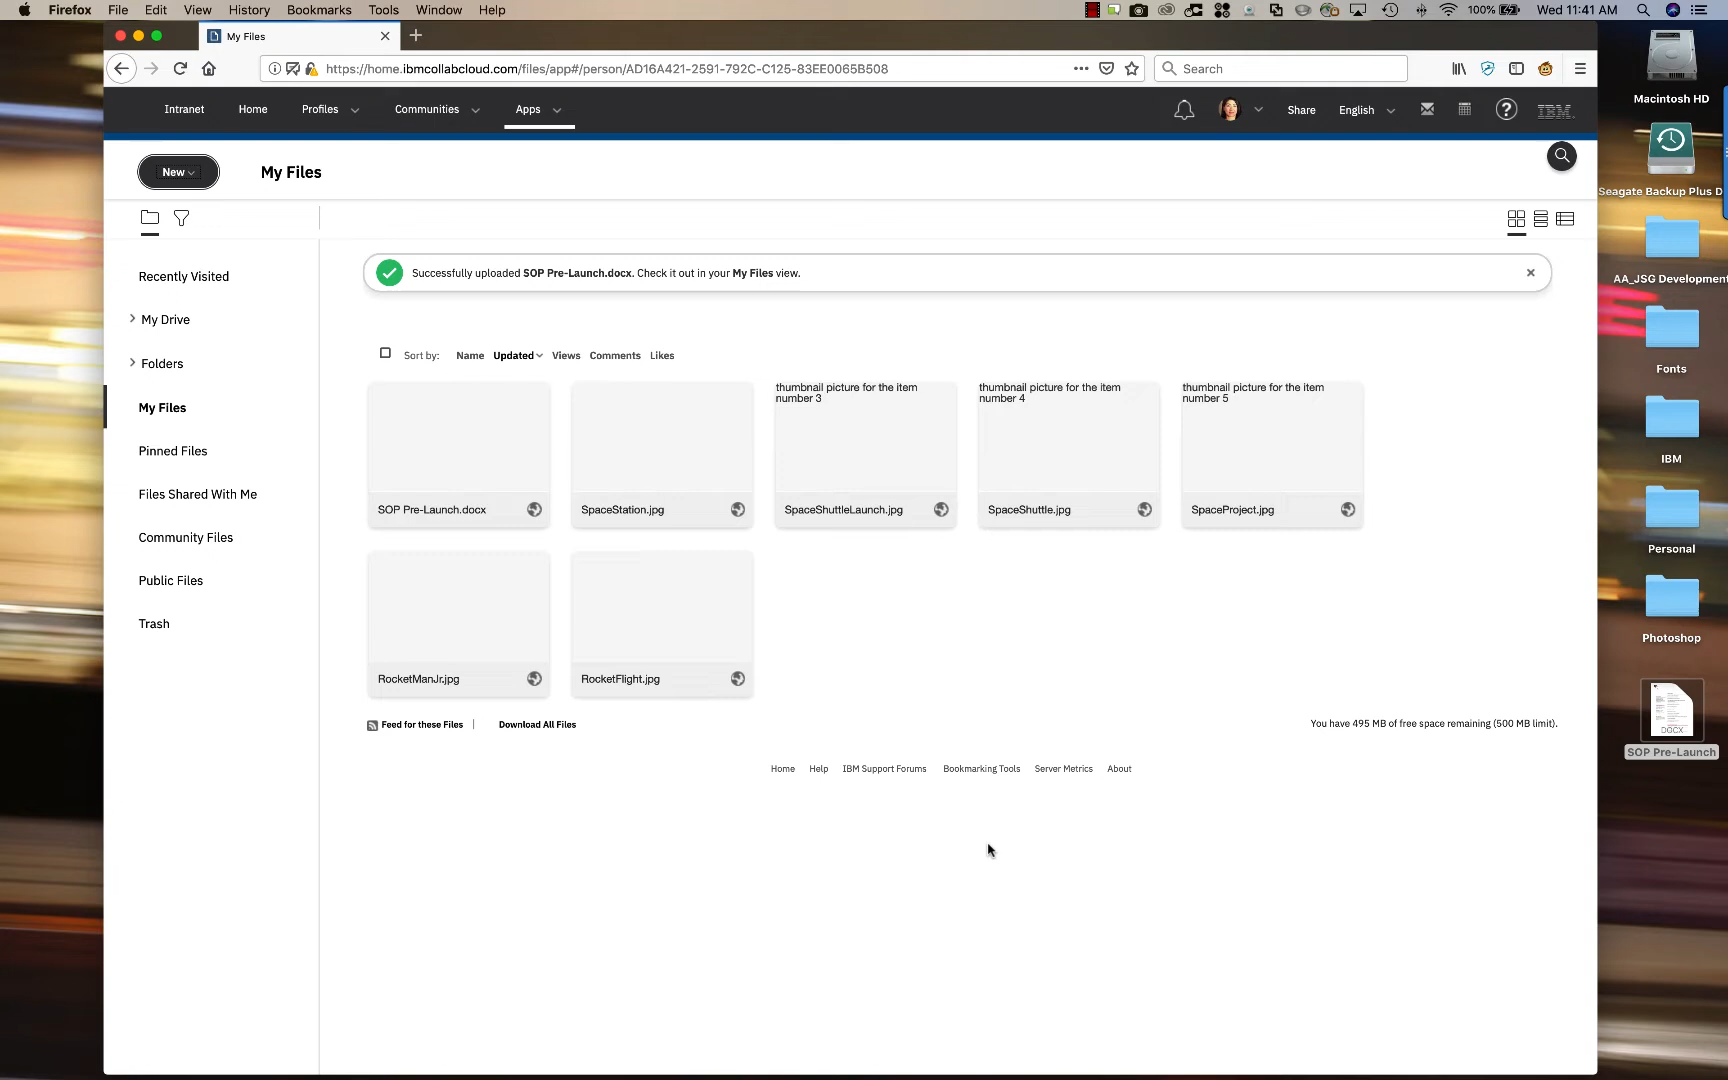 Firefox File Edit View History Bookmarks Tools Window Help 100% Wed 11:41 AM
My Files
https://home.ibmcollabcloud.com/files/app#/person/AD16A421-2591-792C-C125-83EE0065B508 Search
Intranet Home Profiles Communities Apps Share English IBM
New My Files
Recently Visited
My Drive
Folders
My Files
Pinned Files
Files Shared With Me
Community Files
Public Files
Trash
Successfully uploaded SOP Pre-Launch.docx. Check it out in your My Files view.
Sort by: Name Updated Views Comments Likes
thumbnail picture for the item
number 3
thumbnail picture for the item
number 4
thumbnail picture for the item
number 5
SOP Pre-Launch.docx
SpaceStation.jpg
SpaceShuttleLaunch.jpg
SpaceShuttle.jpg
SpaceProject.jpg
RocketManJr.jpg
RocketFlight.jpg
Feed for these Files | Download All Files
You have 495 MB of free space remaining (500 MB limit).
Home Help IBM Support Forums Bookmarking Tools Server Metrics About
Macintosh HD
Seagate Backup Plus D
AA_JSG Development
Fonts
IBM
Personal
Photoshop
DOCX
SOP Pre-Launch